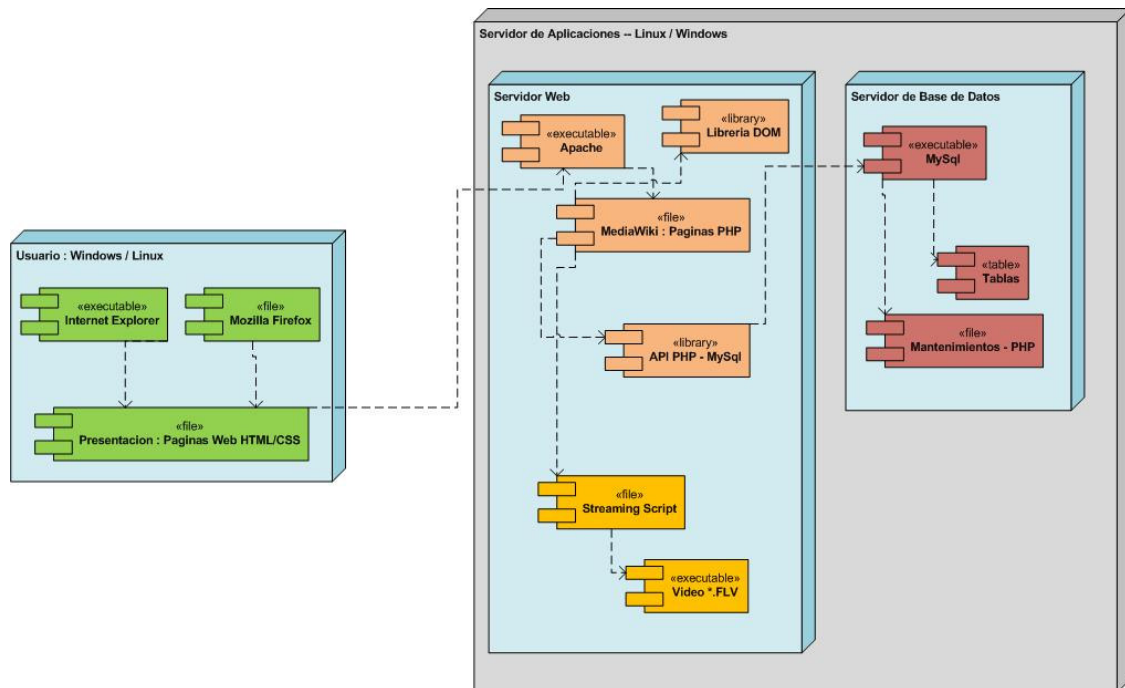 Servidor de Aplicaciones -- Linux / Windows
Servidor Web
«executable»
Apache
«library»
Libreria DOM
«file»
MediaWiki : Paginas PHP
«library»
API PHP - MySql
«file»
Streaming Script
«executable»
Video *.FLV
Servidor de Base de Datos
«executable»
MySql
«table»
Tablas
«file»
Mantenimientos - PHP
Usuario : Windows / Linux
«executable»
Internet Explorer
«file»
Mozilla Firefox
«file»
Presentacion : Paginas Web HTML/CSS